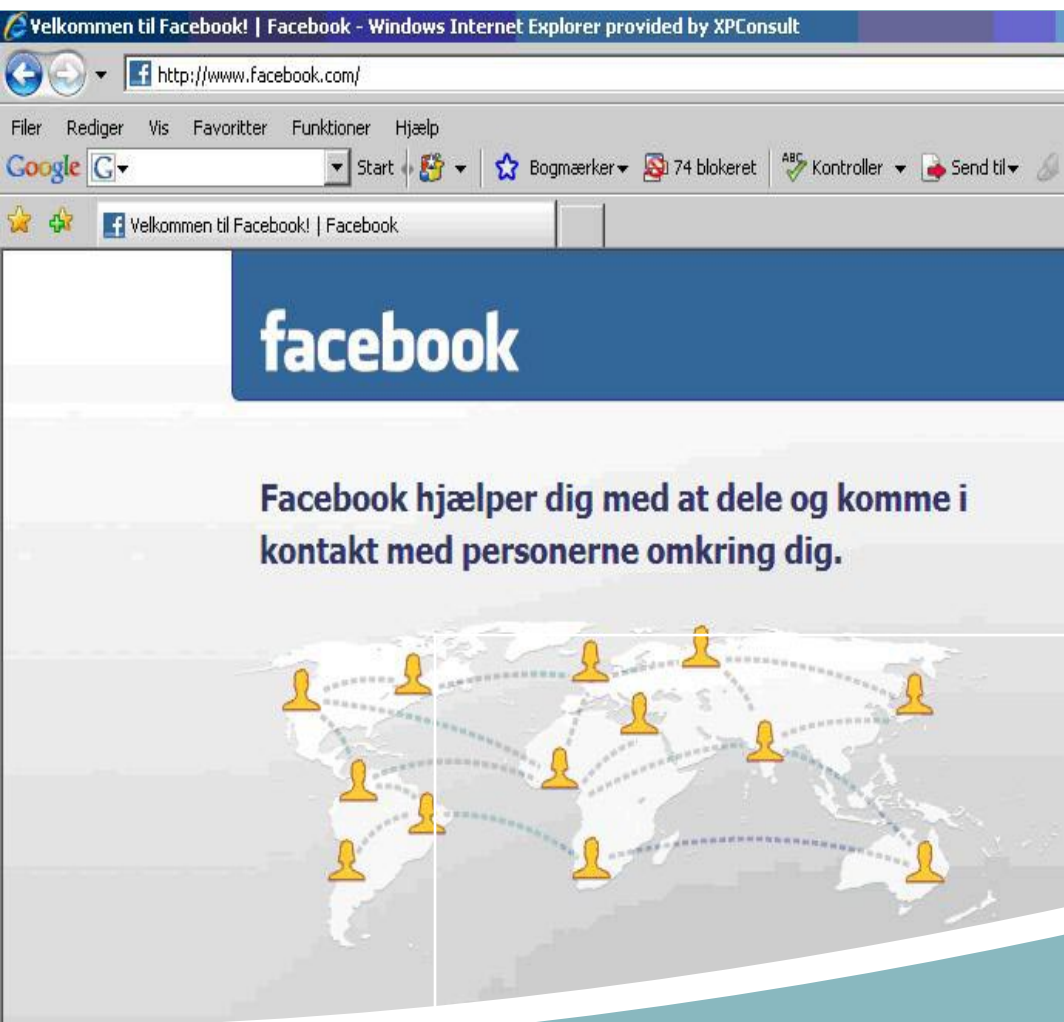 Velkommen til Facebook! | Facebook - Windows Internet Explorer provided by XPConsult
http://www.facebook.com/
Filer Rediger Vis Favoritter Funktioner Hjælp
Google G Start Bogmærker 74 blokeret ABC Kontroller Send til
Velkommen til Facebook! | Facebook
facebook
Facebook hjælper dig med at dele og komme i
kontakt med personerne omkring dig.